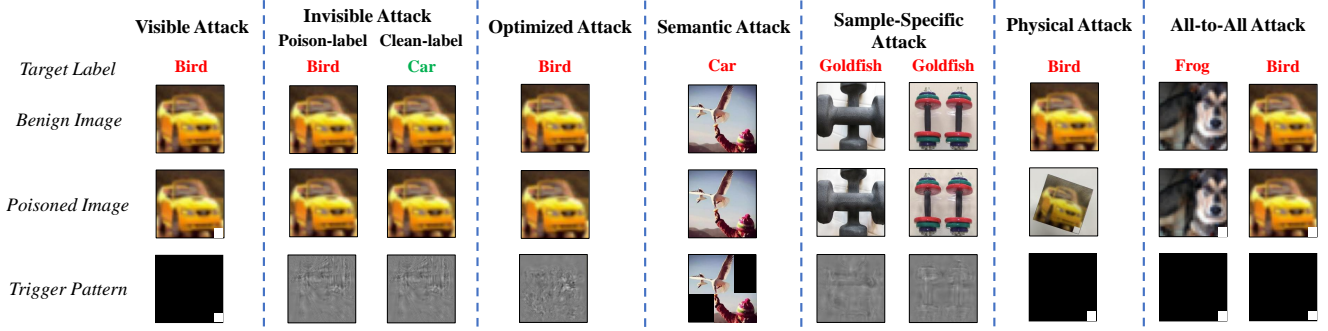 Visible Attack
Invisible Attack
Poison-label Clean-label
Optimized Attack
Semantic Attack
Sample-Specific
Attack
Physical Attack
All-to-All Attack
Target Label
Bird
Bird
Car
Bird
Car
Goldfish
Goldfish
Bird
Frog
Bird
Benign Image
Poisoned Image
Trigger Pattern